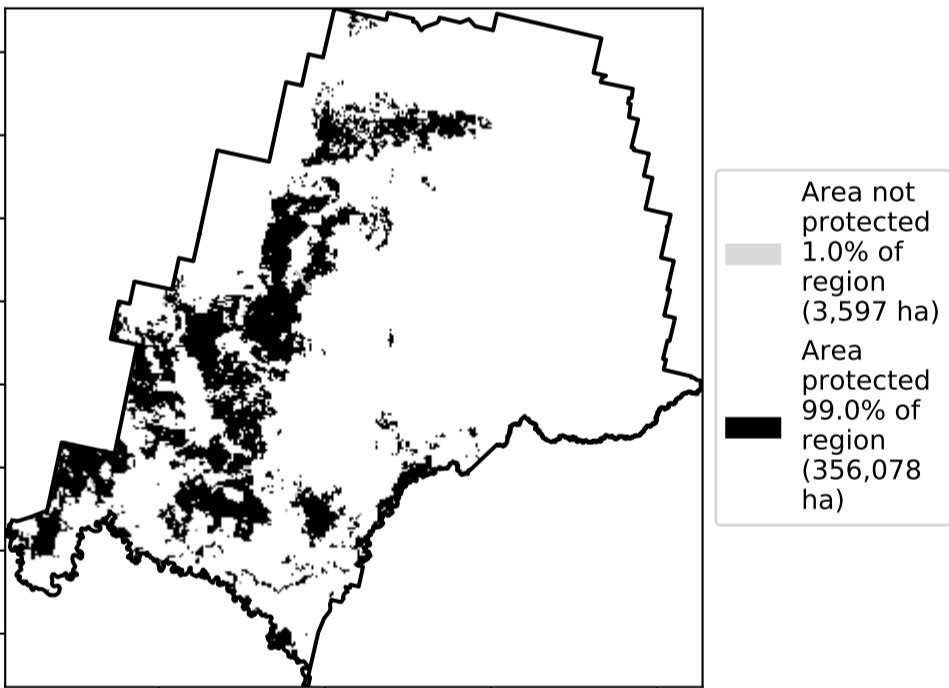 Area not
protected
1.0% of
region
(3,597 ha)
Area
protected
99.0% of
region
(356,078
ha)